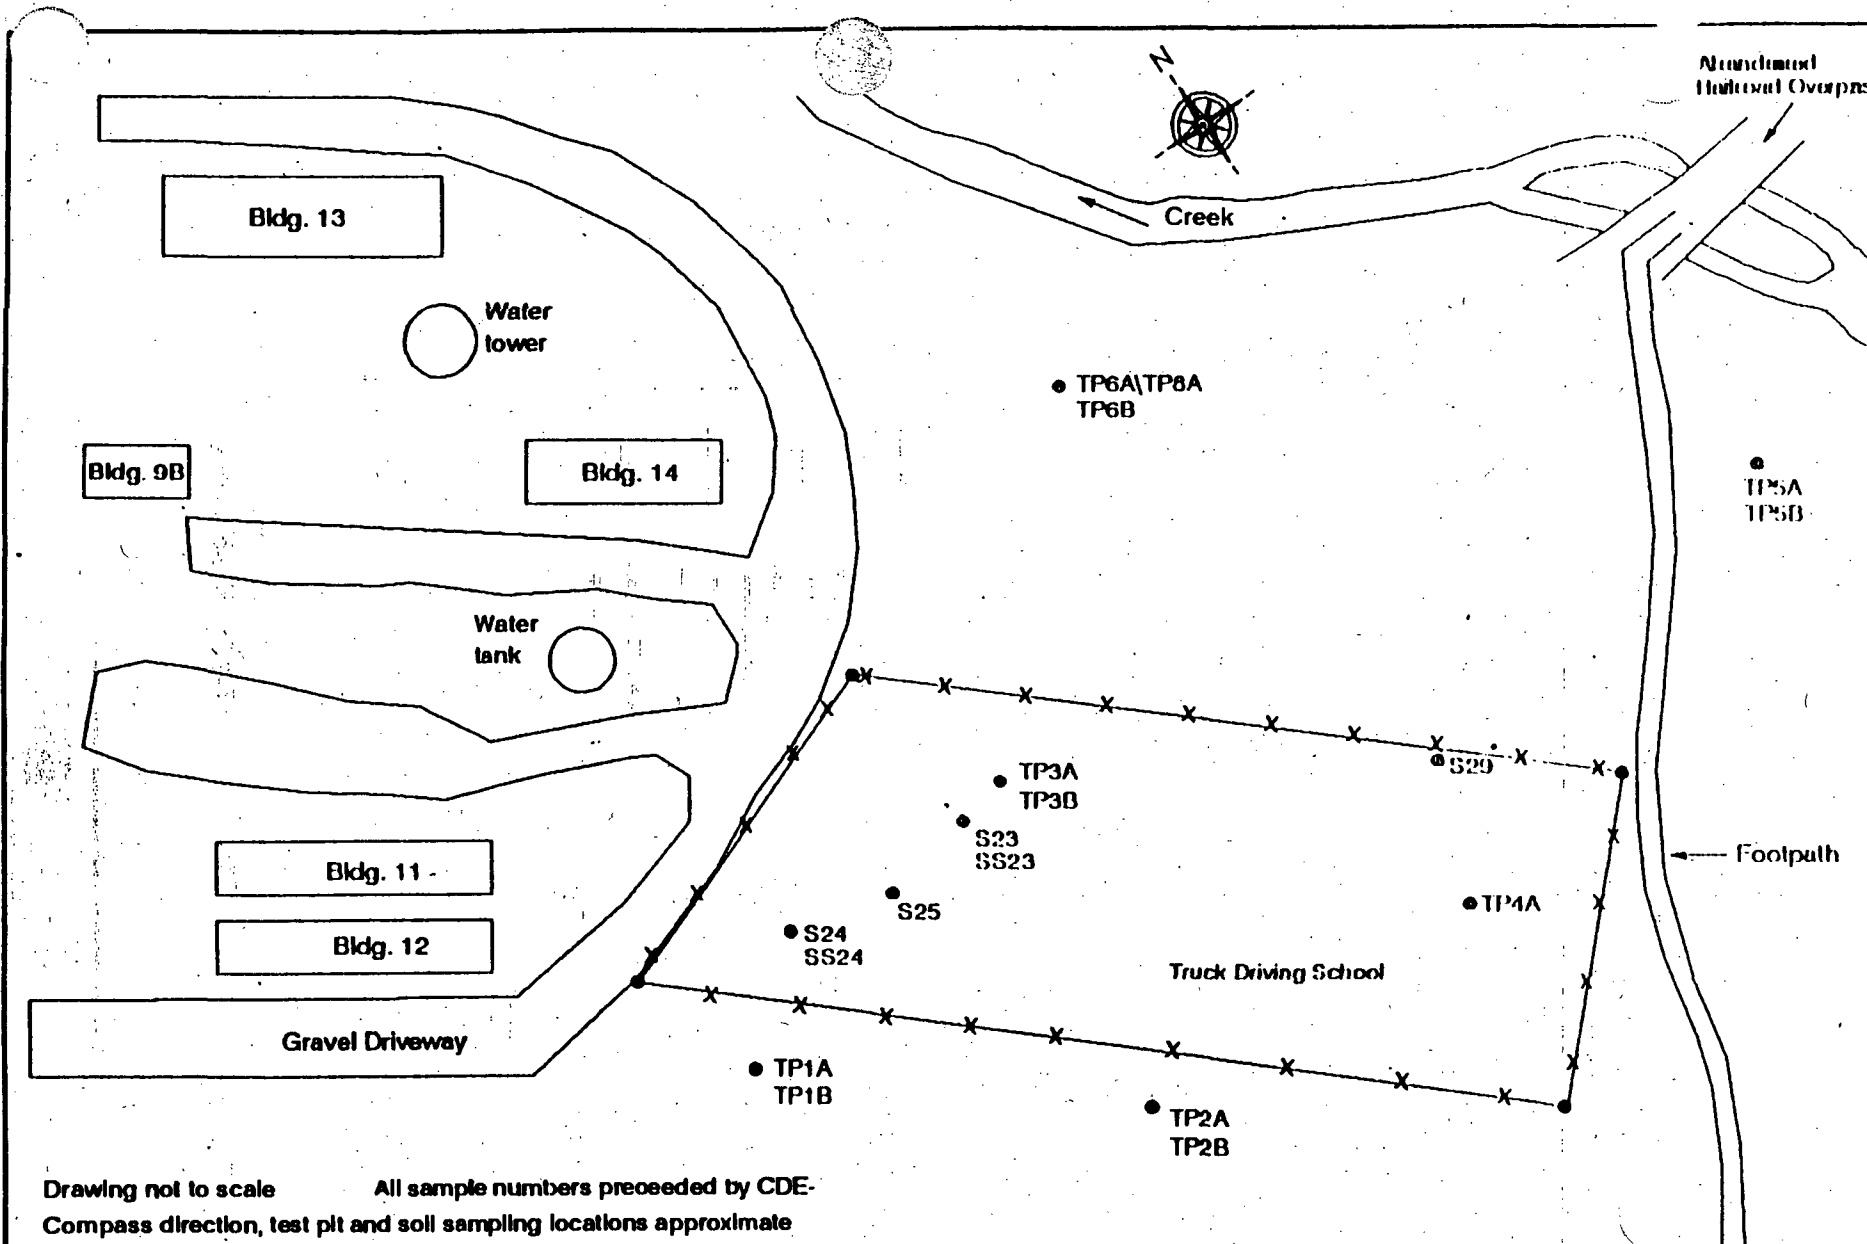 N
Abandoned
Railroad Overpas
Bldg. 13
Creek
Water
tower
TP6A\TP8A
TP6B
Bldg. 9B
Bldg. 14
TP5A
TP5B
Water
tank
S29
TP3A
TP3B
S23
SS23
Footpath
S25
TP4A
Bldg. 11
S24
SS24
Bldg. 12
Truck Driving School
Gravel Driveway
TP1A
TP1B
TP2A
TP2B
Drawing not to scale
All sample numbers preceeded by CDE-
Compass direction, test pit and soil sampling locations approximate